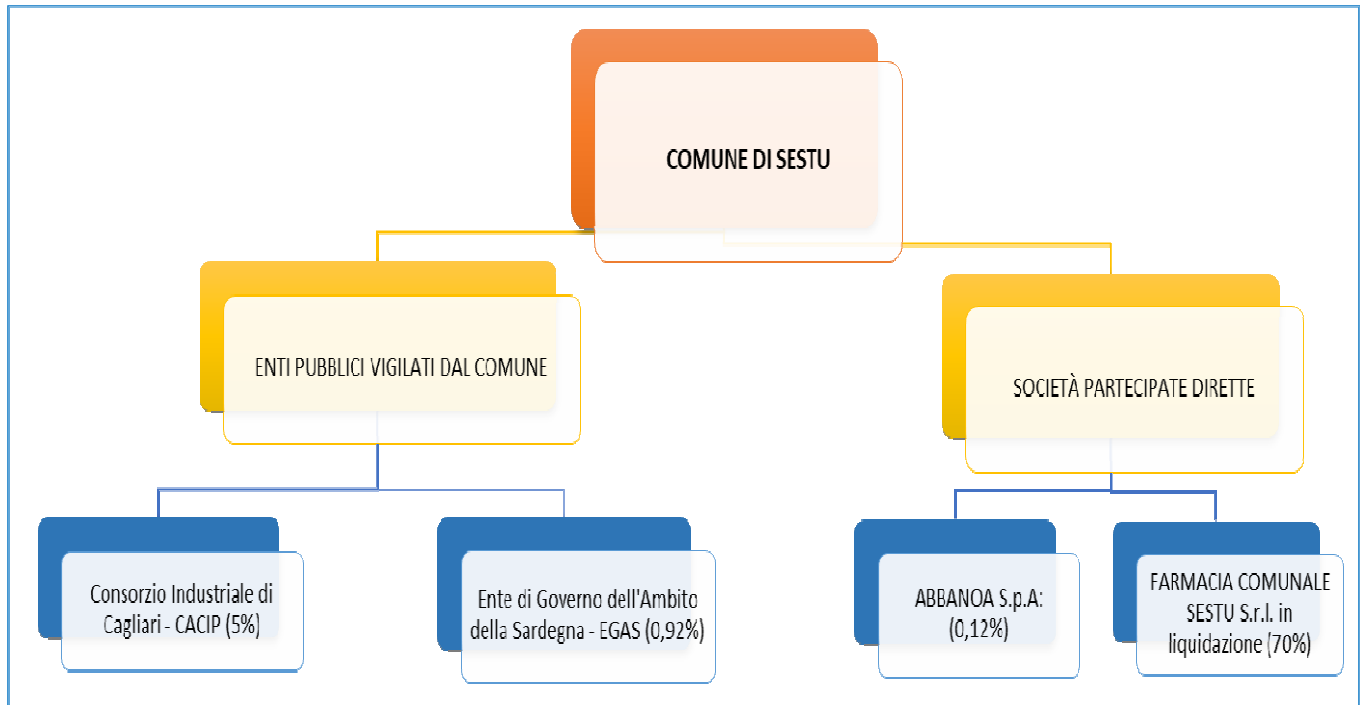 COMUNE DI SESTU
ENTI PUBBLICI VIGILATI DAL COMUNE
SOCIETÀ PARTECIPATE DIRETTE
Consorzio Industriale di
Cagliari - CACIP (5%)
Ente di Governo dell'Ambito
della Sardegna - EGAS (0,92%)
ABBANOA S.p.A:
(0,12%)
FARMACIA COMUNALE
SESTU S.r.l. in
liquidazione (70%)